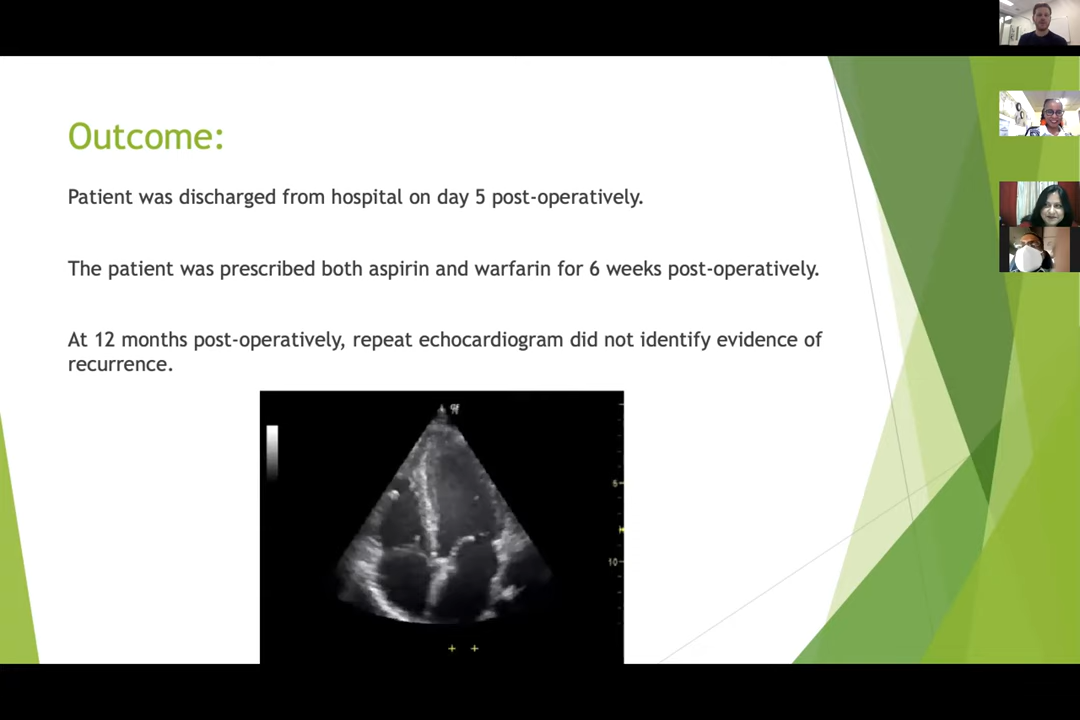 Outcome:
Patient was discharged from hospital on day 5 post-operatively.
The patient was prescribed both aspirin and warfarin for 6 weeks post-operatively.
At 12 months post-operatively, repeat echocardiogram did not identify evidence of
recurrence.
5
10